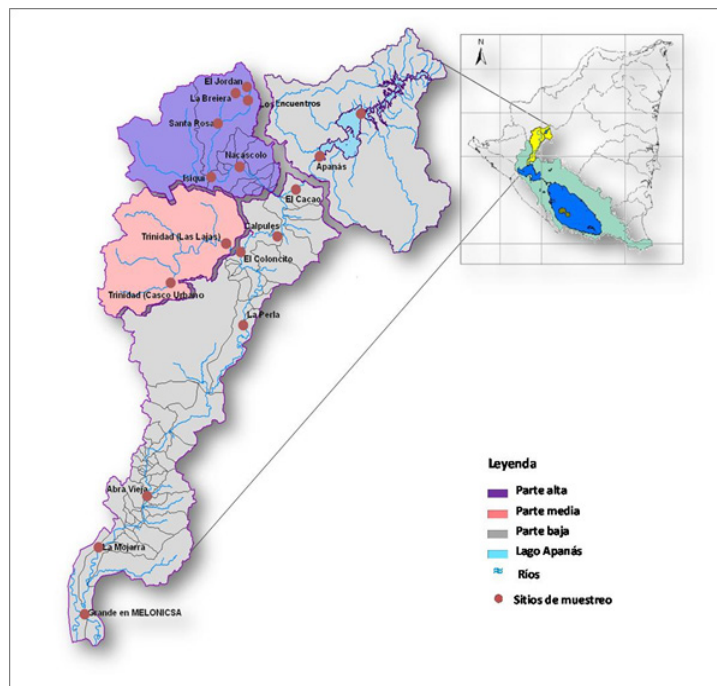 El Jordan
La Breiera
Los Encuentros
Santa Rosa
Nacáscolo
Isiqui
Apanás
El Cacao
Calpules
Trinidad (Las Lajas)
El Coloncito
Trinidad (Casco Urbano
La Perla
Abra Vieja
La Mojarra
Grande en MELONICSA
N
Leyenda
Parte alta
Parte media
Parte baja
Lago Apanás
Ríos
Sitios de muestreo